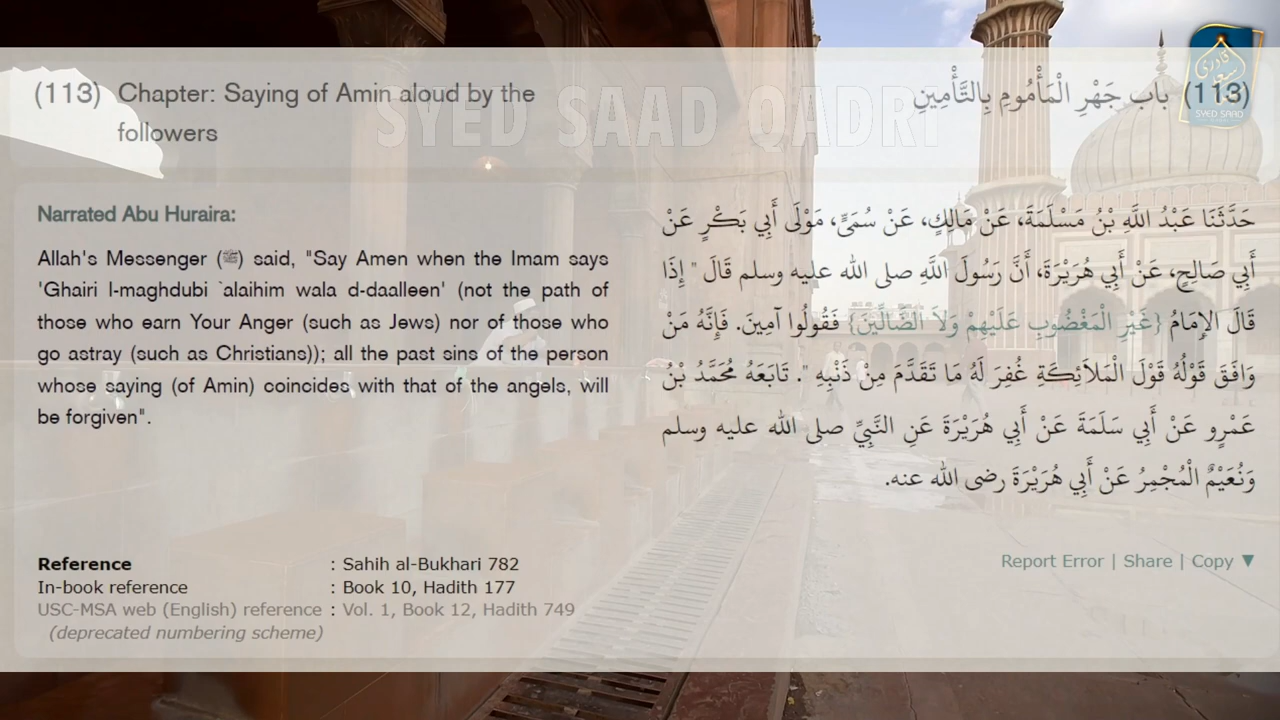 (113) Chapter: Saying of Amin aloud by the
followers
(113) باب جَهْرِ الْمَأْمُومِ بِالتَّأْمِينِ
SYED SAAD QADRI
SYED SAAD
Narrated Abu Huraira:
Allah's Messenger (ﷺ) said, "Say Amen when the Imam says
'Ghairi l-maghdubi `alaihim wala d-daalleen' (not the path of
those who earn Your Anger (such as Jews) nor of those who
go astray (such as Christians)); all the past sins of the person
whose saying (of Amin) coincides with that of the angels, will
be forgiven".
حَدَّثَنَا عَبْدُ اللَّهِ بْنُ مَسْلَمَةَ، عَنْ مَالِكٍ، عَنْ سُمَىٍّ، مَوْلَى أَبِي بَكْرٍ عَنْ
أَبِي صَالِحٍ، عَنْ أَبِي هُرَيْرَةَ، أَنَّ رَسُولَ اللَّهِ صلى الله عليه وسلم قَالَ ‏"‏ إِذَا
قَالَ الإِمَامُ ‏{‏غَيْرِ الْمَغْضُوبِ عَلَيْهِمْ وَلاَ الضَّالِّينَ‏}‏ فَقُولُوا آمِينَ‏.‏ فَإِنَّهُ مَنْ
وَافَقَ قَوْلُهُ قَوْلَ الْمَلاَئِكَةِ غُفِرَ لَهُ مَا تَقَدَّمَ مِنْ ذَنْبِهِ ‏"‏‏.‏ تَابَعَهُ مُحَمَّدُ بْنُ
عَمْرٍو عَنْ أَبِي سَلَمَةَ عَنْ أَبِي هُرَيْرَةَ عَنِ النَّبِيِّ صلى الله عليه وسلم
وَنُعَيْمٌ الْمُجْمِرُ عَنْ أَبِي هُرَيْرَةَ رضى الله عنه‏.‏
Reference : Sahih al-Bukhari 782
In-book reference : Book 10, Hadith 177
USC-MSA web (English) reference : Vol. 1, Book 12, Hadith 749
(deprecated numbering scheme)
Report Error | Share | Copy ▼